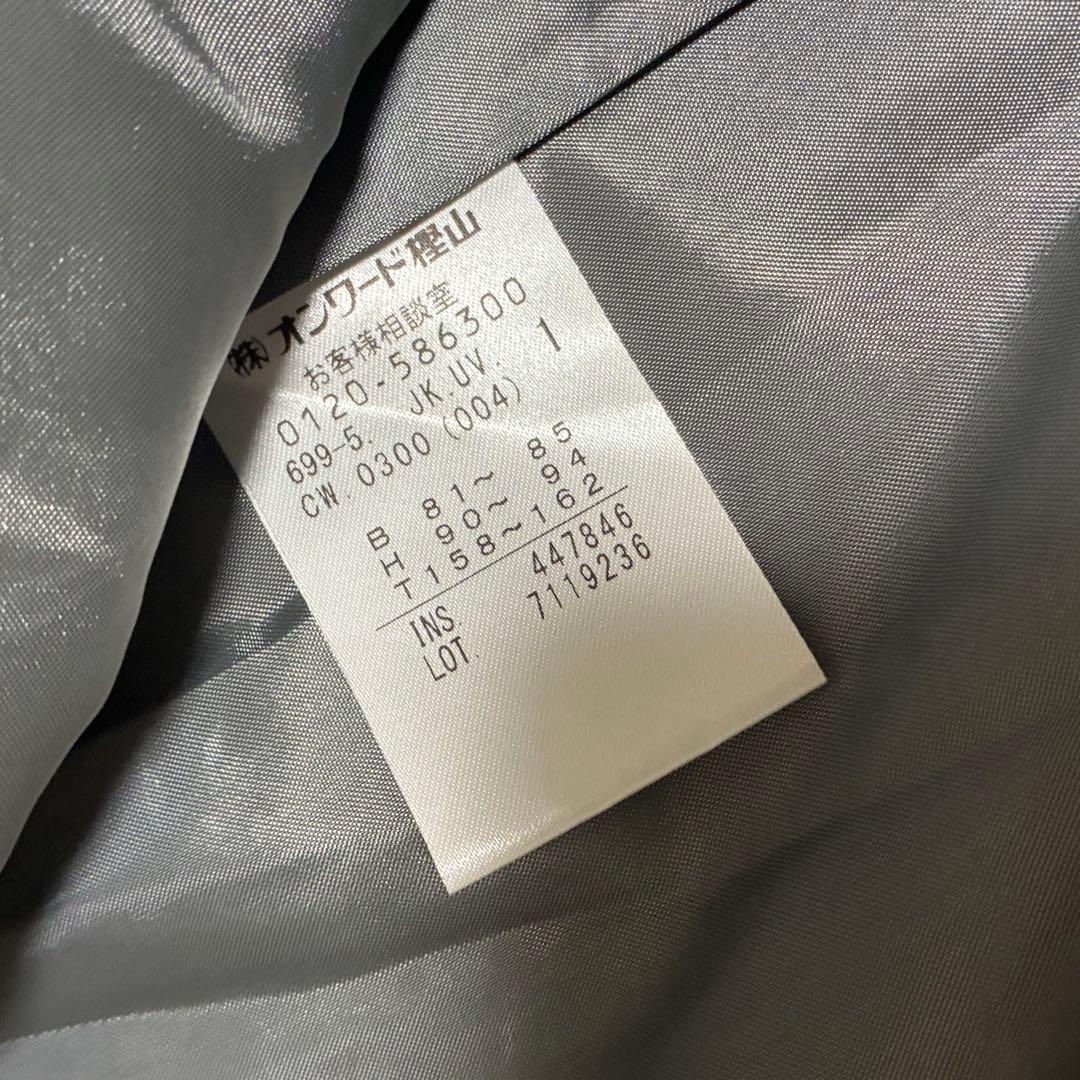 (株)オンワード樫山
お客様相談室
0120-586300
699-5. JK.UV. 1
CW.0300(004)
B 81～ 85
H 90～ 94
T158～162
INS 447846
LOT. 7119236